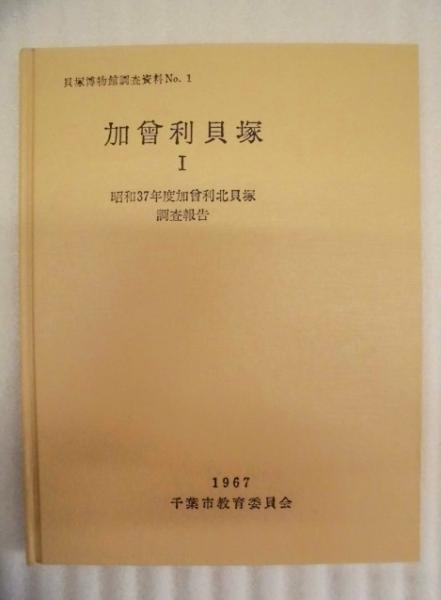 貝塚博物館調査資料No. 1
加曾利貝塚
I
昭和37年度加曾利北貝塚
調査報告
1967
千葉市教育委員会